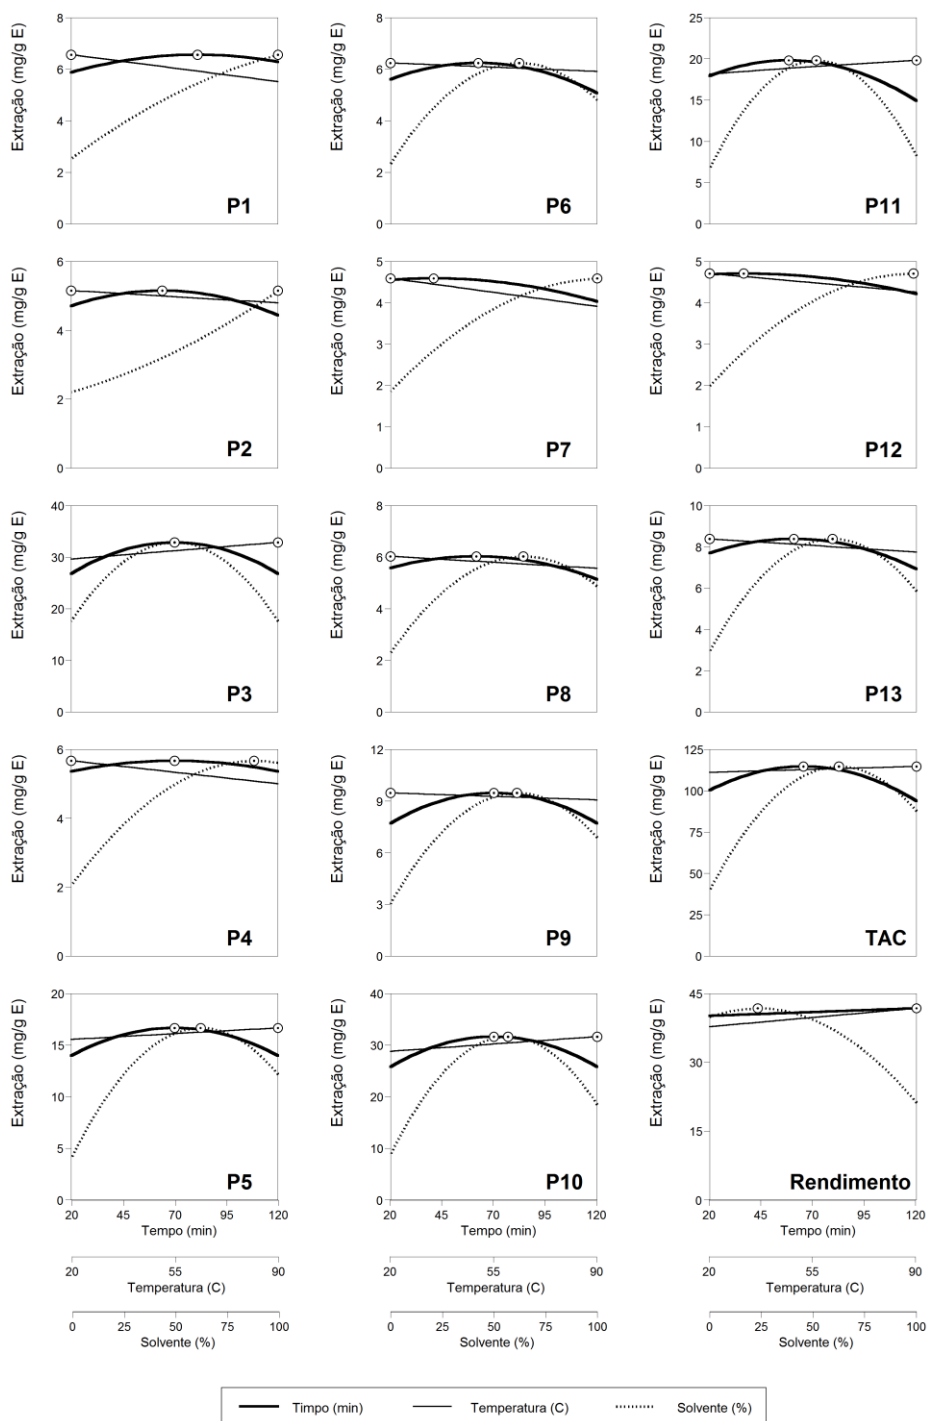 Extração (mg/g E)
8
6
4
2
0
P1
Extração (mg/g E)
8
6
4
2
0
P6
Extração (mg/g E)
25
20
15
10
5
0
P11
Extração (mg/g E)
6
4
2
0
P2
Extração (mg/g E)
5
4
3
2
1
0
P7
Extração (mg/g E)
5
4
3
2
1
0
P12
Extração (mg/g E)
40
30
20
10
0
P3
Extração (mg/g E)
8
6
4
2
0
P8
Extração (mg/g E)
10
8
6
4
2
0
P13
Extração (mg/g E)
6
4
2
0
P4
Extração (mg/g E)
12
9
6
3
0
P9
Extração (mg/g E)
125
100
75
50
25
0
TAC
Extração (mg/g E)
20
15
10
5
0
P5
Extração (mg/g E)
40
30
20
10
0
P10
Extração (mg/g E)
45
30
15
0
Rendimento
20 45 70 95 120
Tempo (min)
20 45 70 95 120
Tempo (min)
20 45 70 95 120
Tempo (min)
20 55 90
Temperatura (C)
20 55 90
Temperatura (C)
20 55 90
Temperatura (C)
0 25 50 75 100
Solvente (%)
0 25 50 75 100
Solvente (%)
0 25 50 75 100
Solvente (%)
Timpo (min) Temperatura (C) Solvente (%)